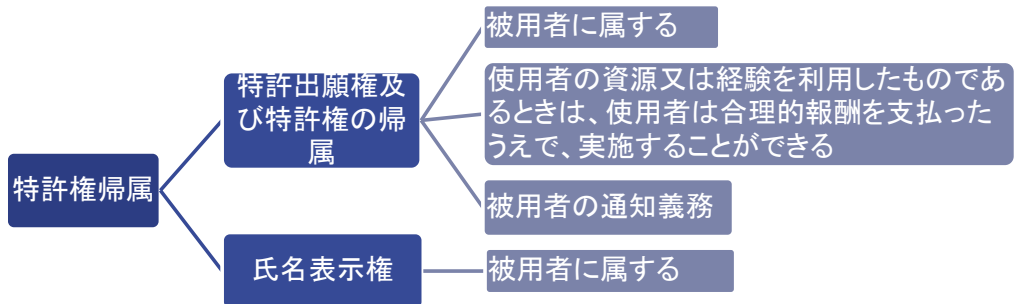 特許権帰属
特許出願権及
び特許権の帰
属
被用者に属する
使用者の資源又は経験を利用したものであ
るときは、使用者は合理的報酬を支払った
うえで、実施することができる
被用者の通知義務
氏名表示権
被用者に属する